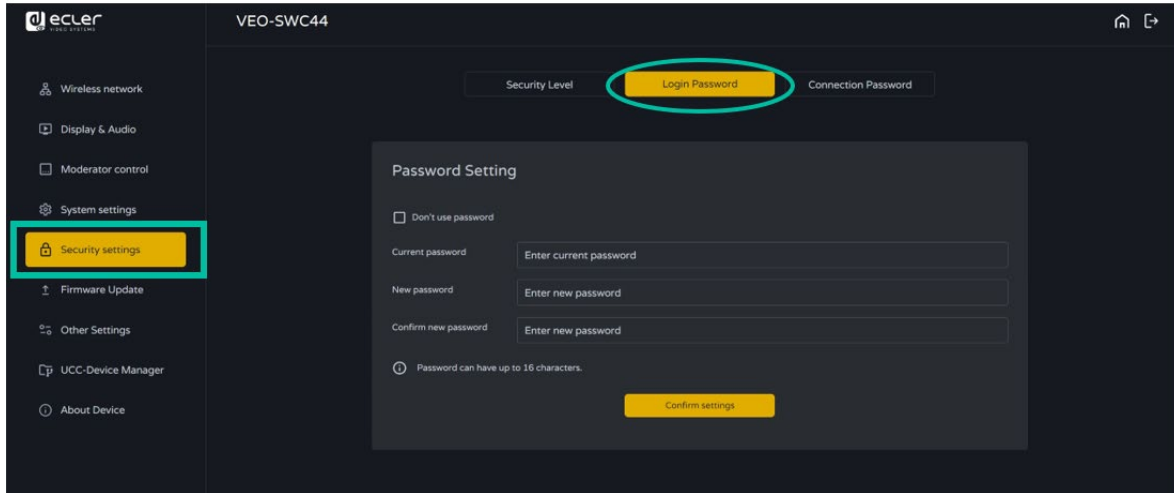 ecler
VIDEO SYSTEMS
VEO-SWC44
Wireless network
Display & Audio
Moderator control
System settings
Security settings
Firmware Update
Other Settings
UCC-Device Manager
About Device
Security Level
Login Password
Connection Password
Password Setting
Don't use password
Current password
Enter current password
New password
Enter new password
Confirm new password
Enter new password
Password can have up to 16 characters.
Confirm settings